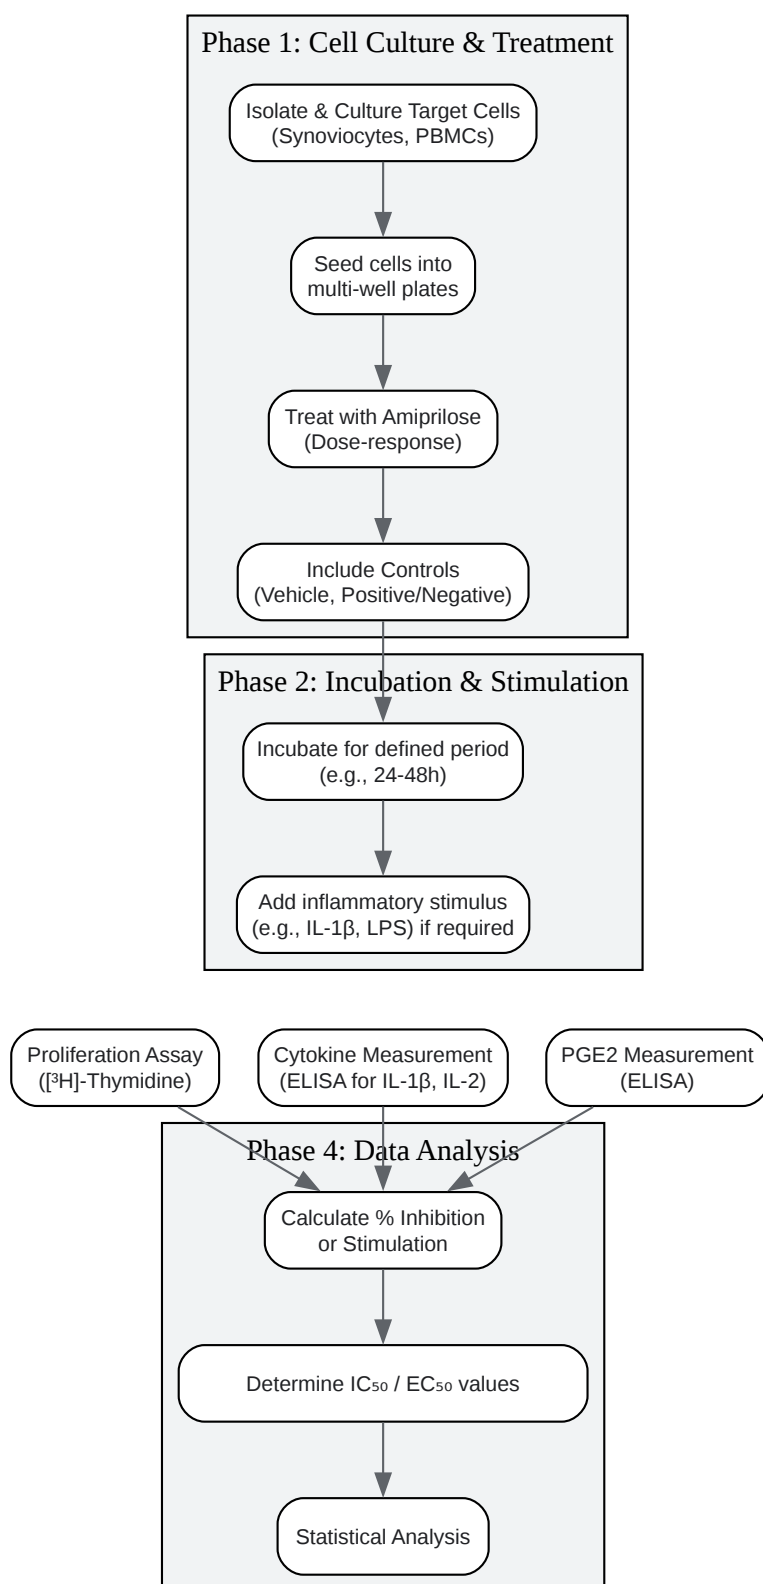 Phase 1: Cell Culture & Treatment
Isolate & Culture Target Cells
(Synoviocytes, PBMCs)
Seed cells into
multi-well plates
Treat with Amiprilose
(Dose-response)
Include Controls
(Vehicle, Positive/Negative)
Phase 2: Incubation & Stimulation
Incubate for defined period
(e.g., 24-48h)
Add inflammatory stimulus
(e.g., IL-1β, LPS) if required
Proliferation Assay
([³H]-Thymidine)
Cytokine Measurement
(ELISA for IL-1β, IL-2)
PGE2 Measurement
(ELISA)
Phase 4: Data Analysis
Calculate % Inhibition
or Stimulation
Determine IC₅₀ / EC₅₀ values
Statistical Analysis